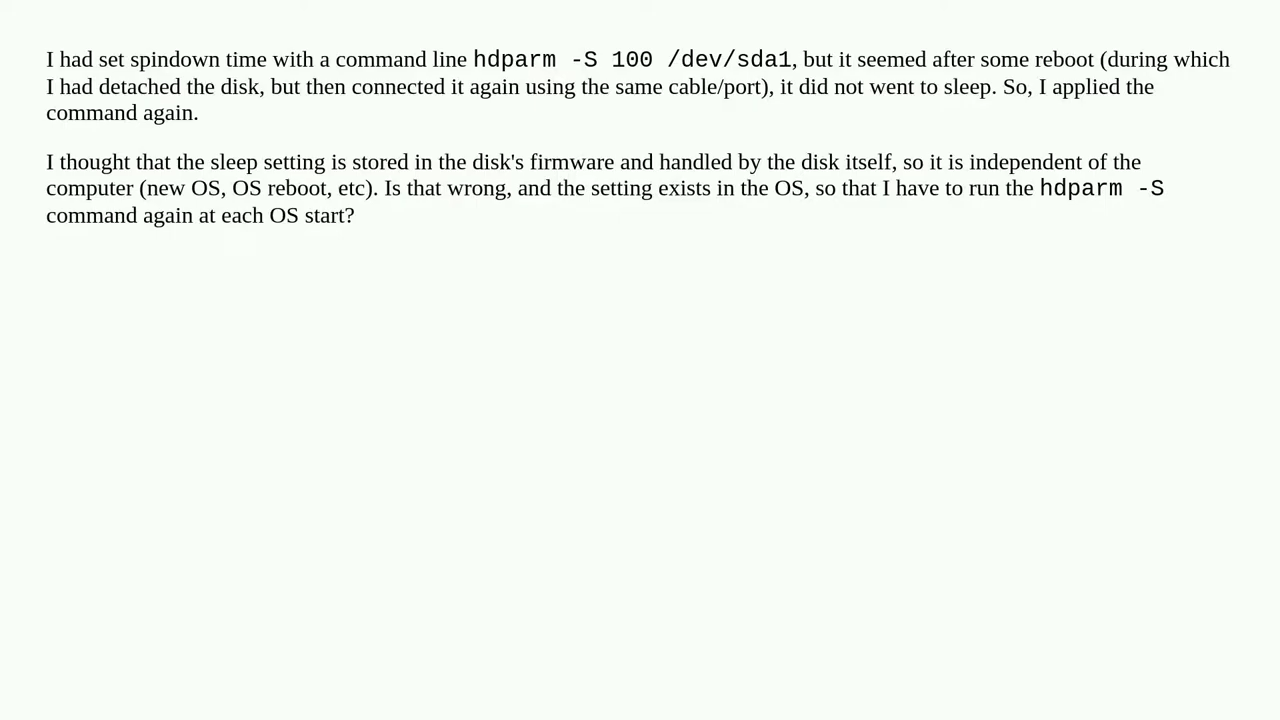 I had set spindown time with a command line hdparm -S 100 /dev/sda1, but it seemed after some reboot (during which
I had detached the disk, but then connected it again using the same cable/port), it did not went to sleep. So, I applied the
command again.
I thought that the sleep setting is stored in the disk's firmware and handled by the disk itself, so it is independent of the
computer (new OS, OS reboot, etc). Is that wrong, and the setting exists in the OS, so that I have to run the hdparm -S
command again at each OS start?